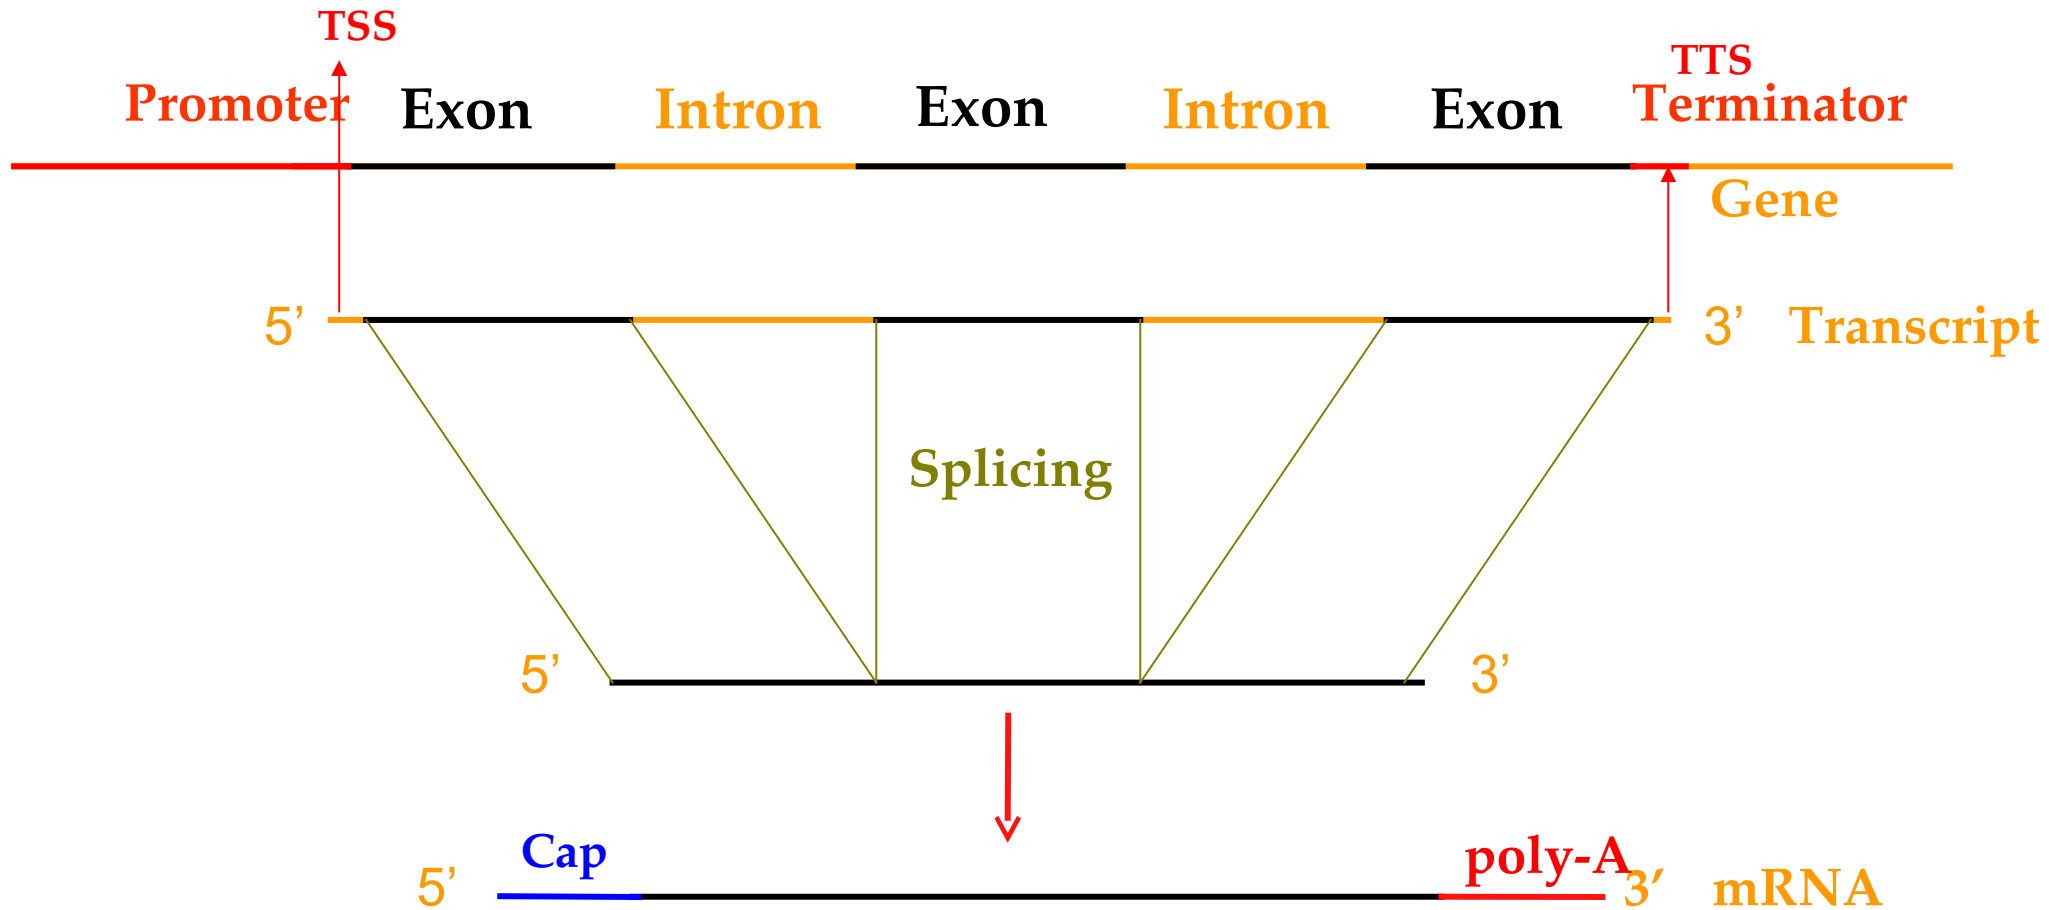 TSS
TTS
Promoter Exon Intron Exon Intron Exon Terminator
Gene
5’ 3’ Transcript
Splicing
5’ 3’
Cap poly-A
5’ 3’ mRNA